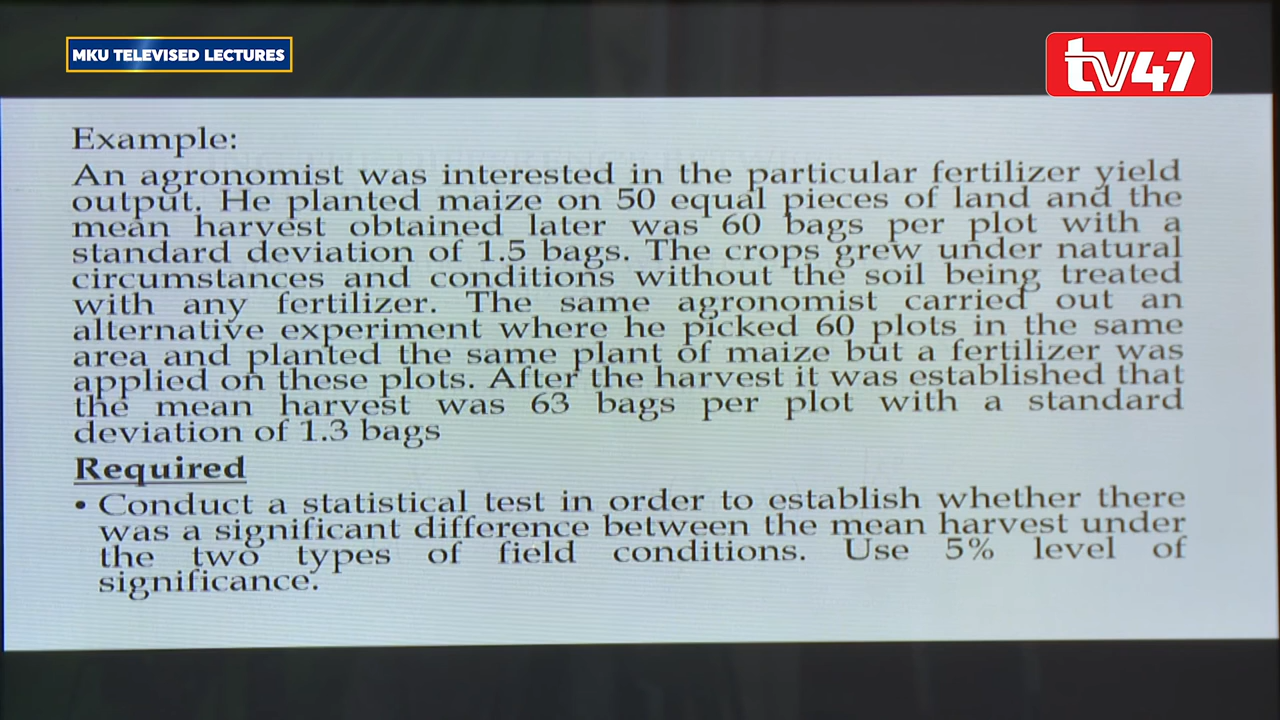 MKU TELEVISED LECTURES
tv47
Example:
An agronomist was interested in the particular fertilizer yield
output. He planted maize on 50 equal pieces of land and the
mean harvest obtained later was 60 bags per plot with a
standard deviation of 1.5 bags. The crops grew under natural
circumstances and conditions without the soil being treated
with any fertilizer. The same agronomist carried out an
alternative experiment where he picked 60 plots in the same
area and planted the same plant of maize but a fertilizer was
applied on these plots. After the harvest it was established that
the mean harvest was 63 bags per plot with a standard
deviation of 1.3 bags
Required
• Conduct a statistical test in order to establish whether there
was a significant difference between the mean harvest under
the two types of field conditions. Use 5% level of
significance.